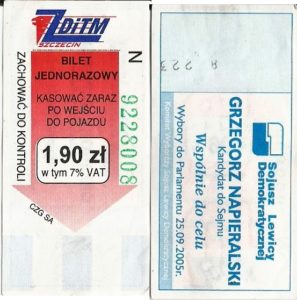 ZDiTM
SZCZECIN
BILET
JEDNORAZOWY
KASOWAĆ ZARAZ
PO WEJŚCIU
DO POJAZDU
1,90 zł
w tym 7% VAT
CZG SA
ZACHOWAĆ DO KONTROLI
N
9228008
Sojusz Lewicy
Demokratycznej
GRZEGORZ NAPIERALSKI
Kandydat do Sejmu
Wspólnie do celu
Wybory do Parlamentu 25.09.2005r.